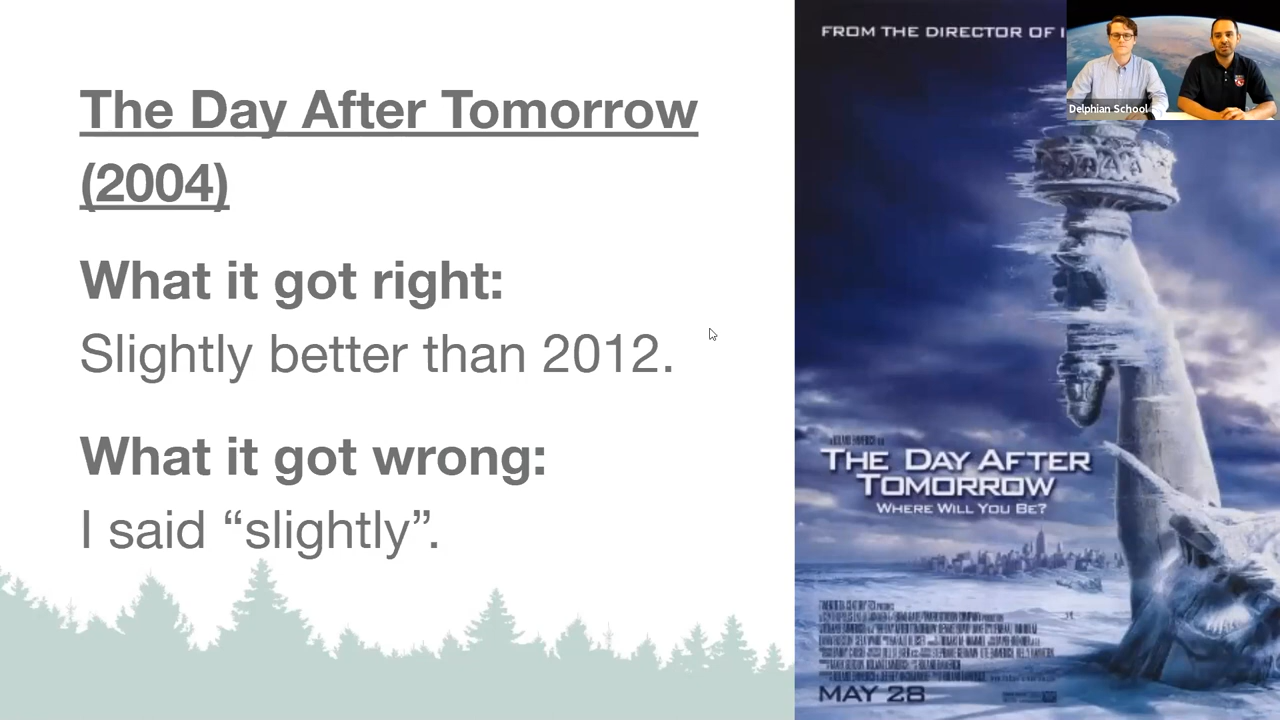 The Day After Tomorrow
(2004)
What it got right:
Slightly better than 2012.
What it got wrong:
I said “slightly”.
FROM THE DIRECTOR OF
Delphian School
THE DAY AFTER
TOMORROW
WHERE WILL YOU BE?
MAY 28